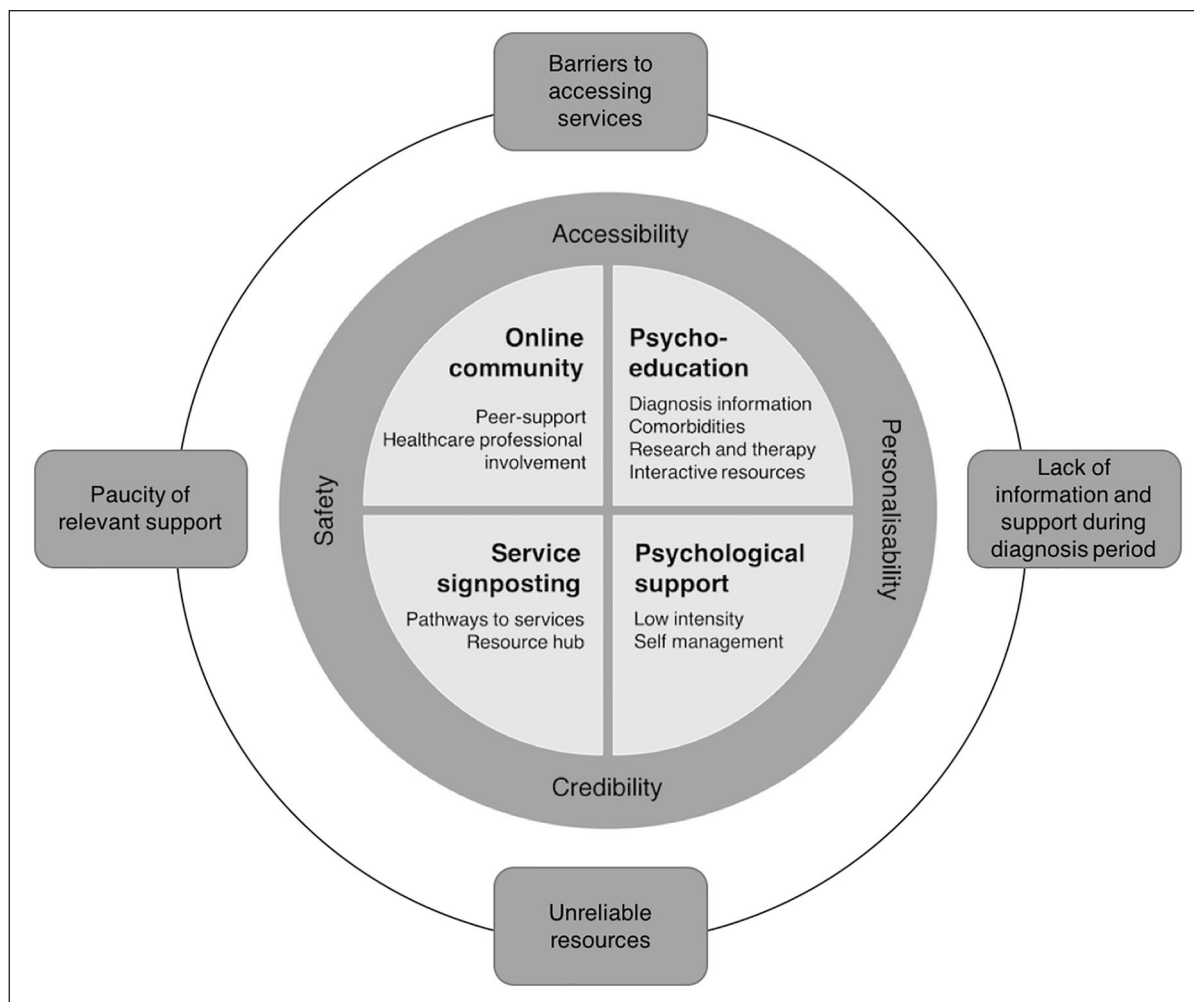 Barriers to
accessing
services
Accessibility
Online
community
Peer-support
Healthcare professional
involvement
Psycho-
education
Diagnosis information
Comorbidities
Research and therapy
Interactive resources
Safety
Personalisability
Paucity of
relevant support
Lack of
information and
support during
diagnosis period
Service
signposting
Pathways to services
Resource hub
Psychological
support
Low intensity
Self management
Credibility
Unreliable
resources